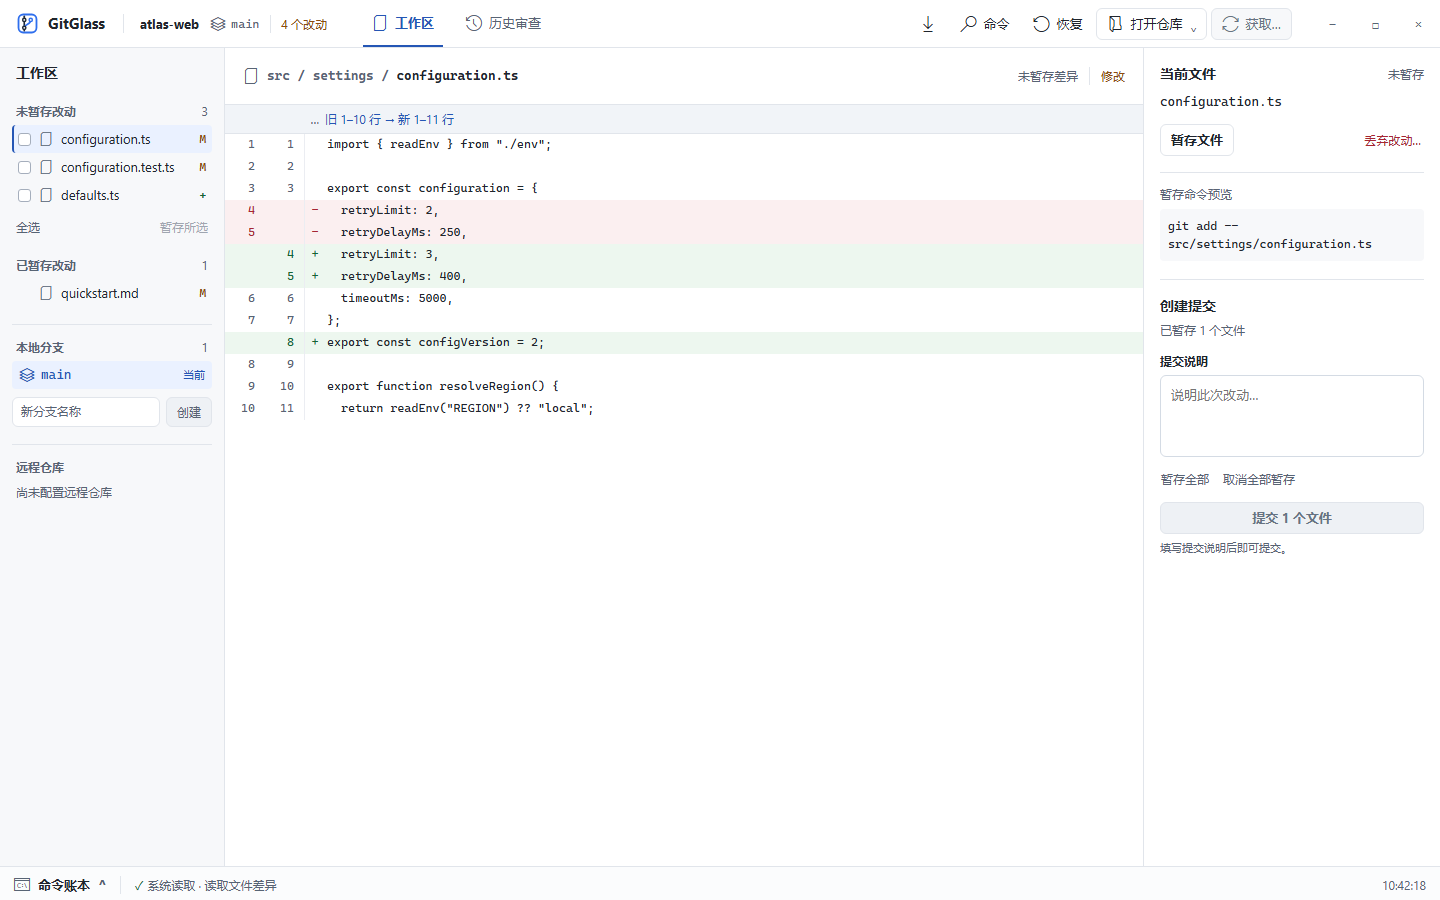 GitGlass atlas-web main 4 个改动 工作区 历史审查 命令 恢复 打开仓库 获取...
工作区
未暂存改动 3
configuration.ts M
configuration.test.ts M
defaults.ts +
全选 暂存所选
已暂存改动 1
quickstart.md M
本地分支 1
main 当前
新分支名称 创建
远程仓库
尚未配置远程仓库
src / settings / configuration.ts 未暂存差异 修改
... 旧 1–10 行 → 新 1–11 行
1 1 import { readEnv } from "./env";
2 2
3 3 export const configuration = {
4 − retryLimit: 2,
5 − retryDelayMs: 250,
4 + retryLimit: 3,
5 + retryDelayMs: 400,
6 6 timeoutMs: 5000,
7 7 };
8 + export const configVersion = 2;
8 9
9 10 export function resolveRegion() {
10 11 return readEnv("REGION") ?? "local";
当前文件 未暂存
configuration.ts
暂存文件 丢弃改动...
暂存命令预览
git add --
src/settings/configuration.ts
创建提交
已暂存 1 个文件
提交说明
说明此次改动...
暂存全部 取消全部暂存
提交 1 个文件
填写提交说明后即可提交。
命令账本 ^ ✓ 系统读取 · 读取文件差异 10:42:18